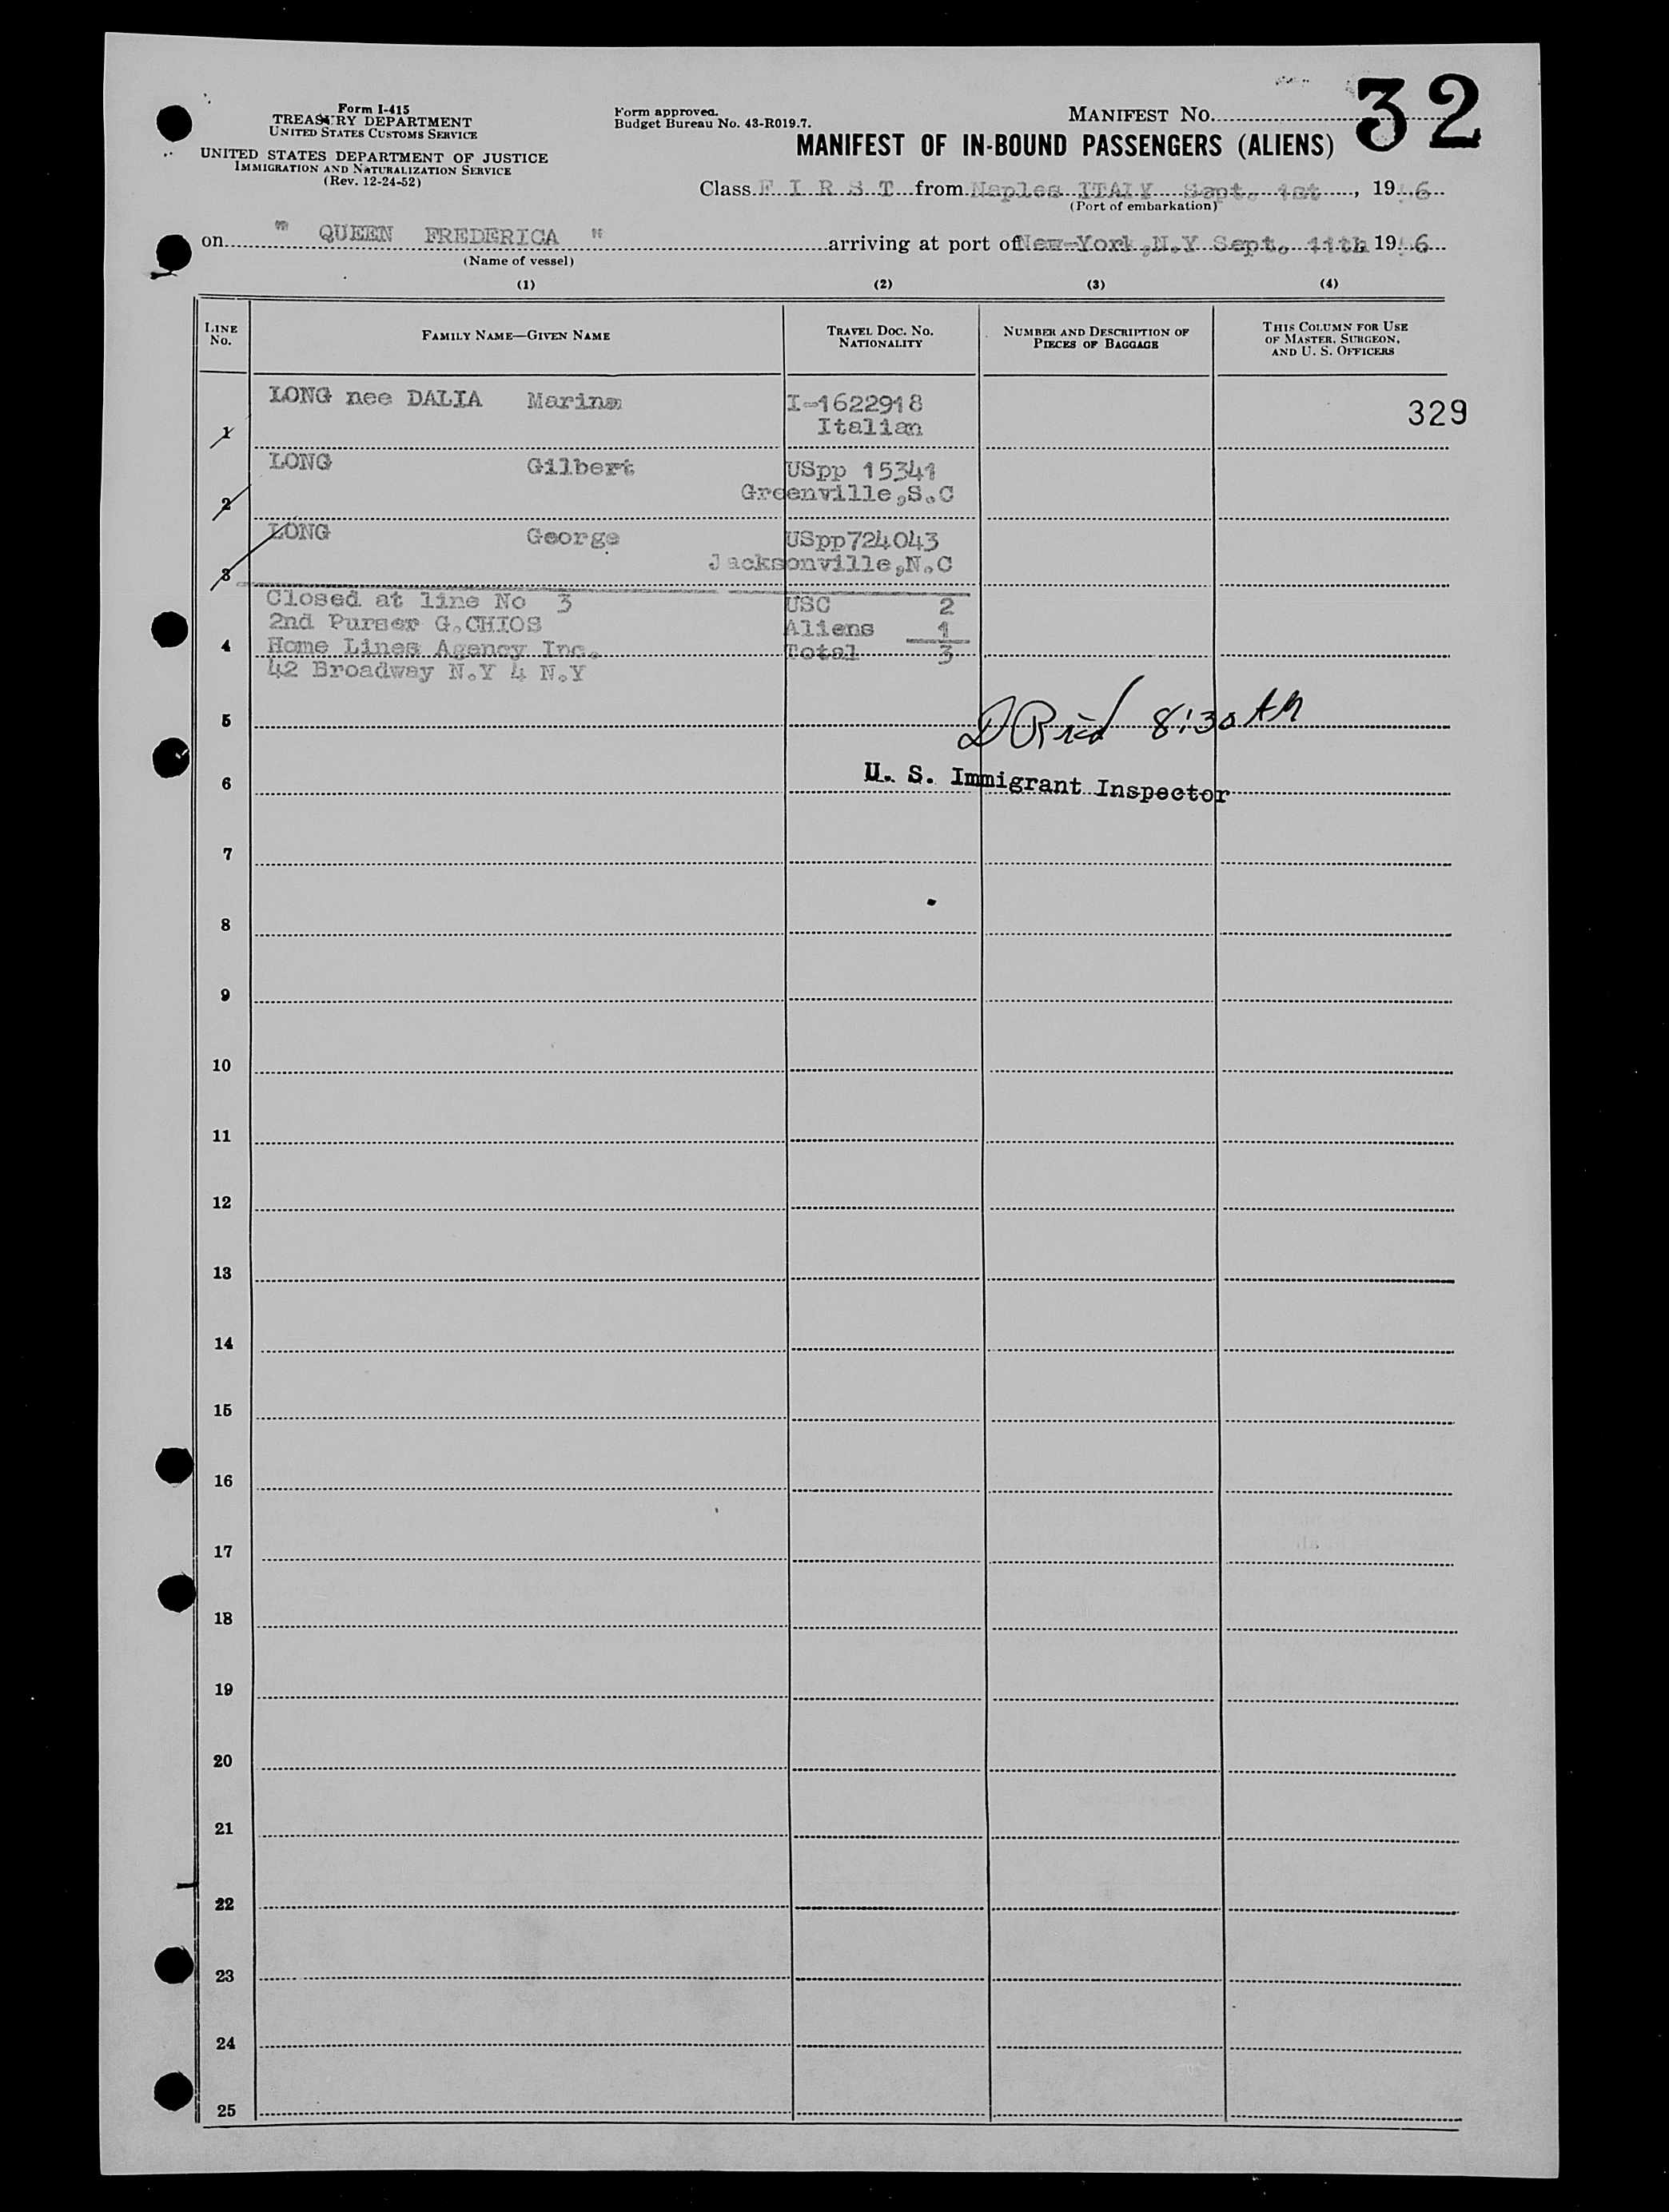 Form I-415
TREASURY DEPARTMENT
UNITED STATES CUSTOMS SERVICE
UNITED STATES DEPARTMENT OF JUSTICE
IMMIGRATION AND NATURALIZATION SERVICE
(Rev. 12-24-52)
Form approved.
Budget Bureau No. 43-R019.7.
MANIFEST NO. 32
MANIFEST OF IN-BOUND PASSENGERS (ALIENS)
Class F I R S T from Naples ITALY Sept. 1st, 19 6
(Port of embarkation)
on " QUEEN FREDERICA " arriving at port of New-York,N.Y Sept. 11th 19 6
(Name of vessel)
(1) (2) (3) (4)
LINE NO. FAMILY NAME—GIVEN NAME TRAVEL DOC. NO. NATIONALITY NUMBER AND DESCRIPTION OF PIECES OF BAGGAGE THIS COLUMN FOR USE OF MASTER, SURGEON, AND U. S. OFFICERS
1 LONG nee DALIA Marina I-1622918 329
Italian
2 LONG Gilbert USpp 15341
Greenville,S.C
3 LONG George USpp724043
Jacksonville,N.C
Closed at line No 3 USC 2
2nd Purser G.CHIOS Aliens 1
4 Home Lines Agency Inc. Total 3
42 Broadway N.Y 4 N.Y
5 8:30 AM
6 U. S. Immigrant Inspector
7
8
9
10
11
12
13
14
15
16
17
18
19
20
21
22
23
24
25